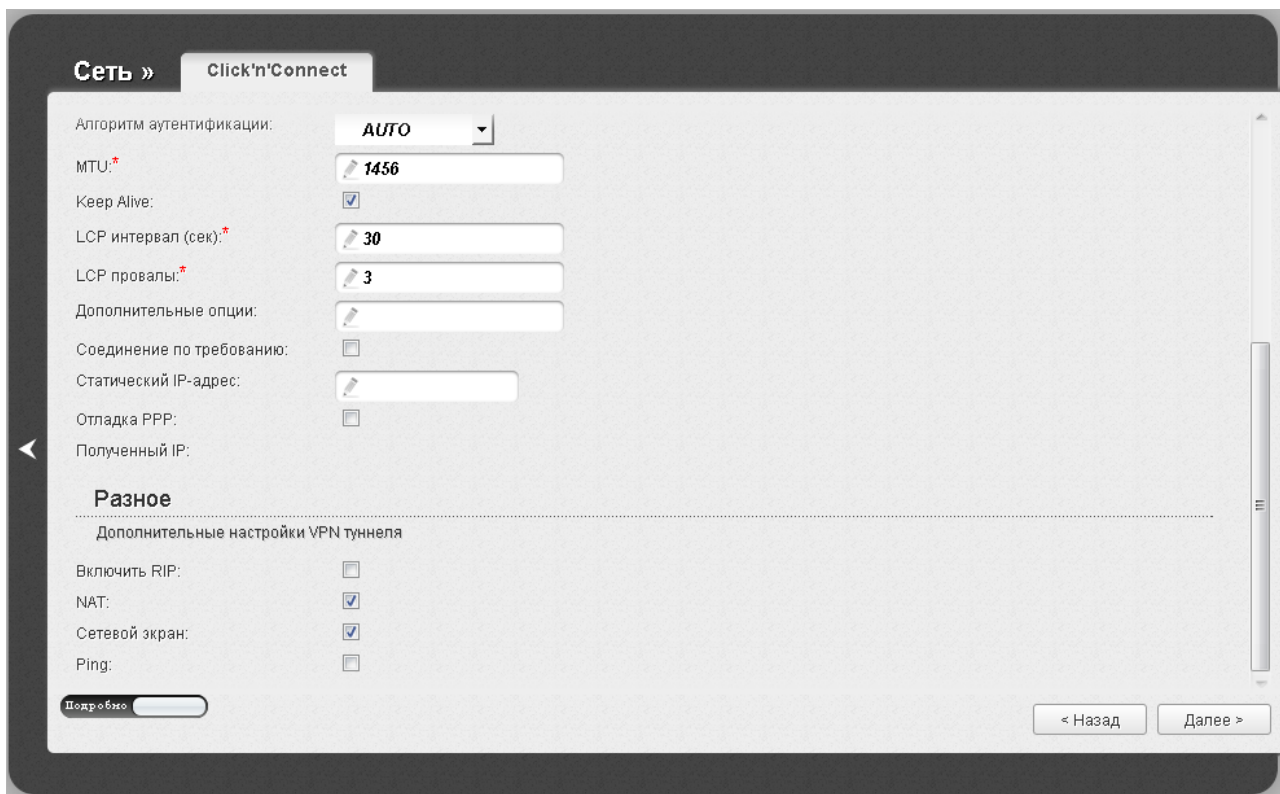 Сеть »
Click'n'Connect
Алгоритм аутентификации: AUTO
MTU:* 1456
Keep Alive:
LCP интервал (сек):* 30
LCP провалы:* 3
Дополнительные опции:
Соединение по требованию:
Статический IP-адрес:
Отладка PPP:
Полученный IP:
Разное
Дополнительные настройки VPN туннеля
Включить RIP:
NAT:
Сетевой экран:
Ping:
Подробно
< Назад
Далее >